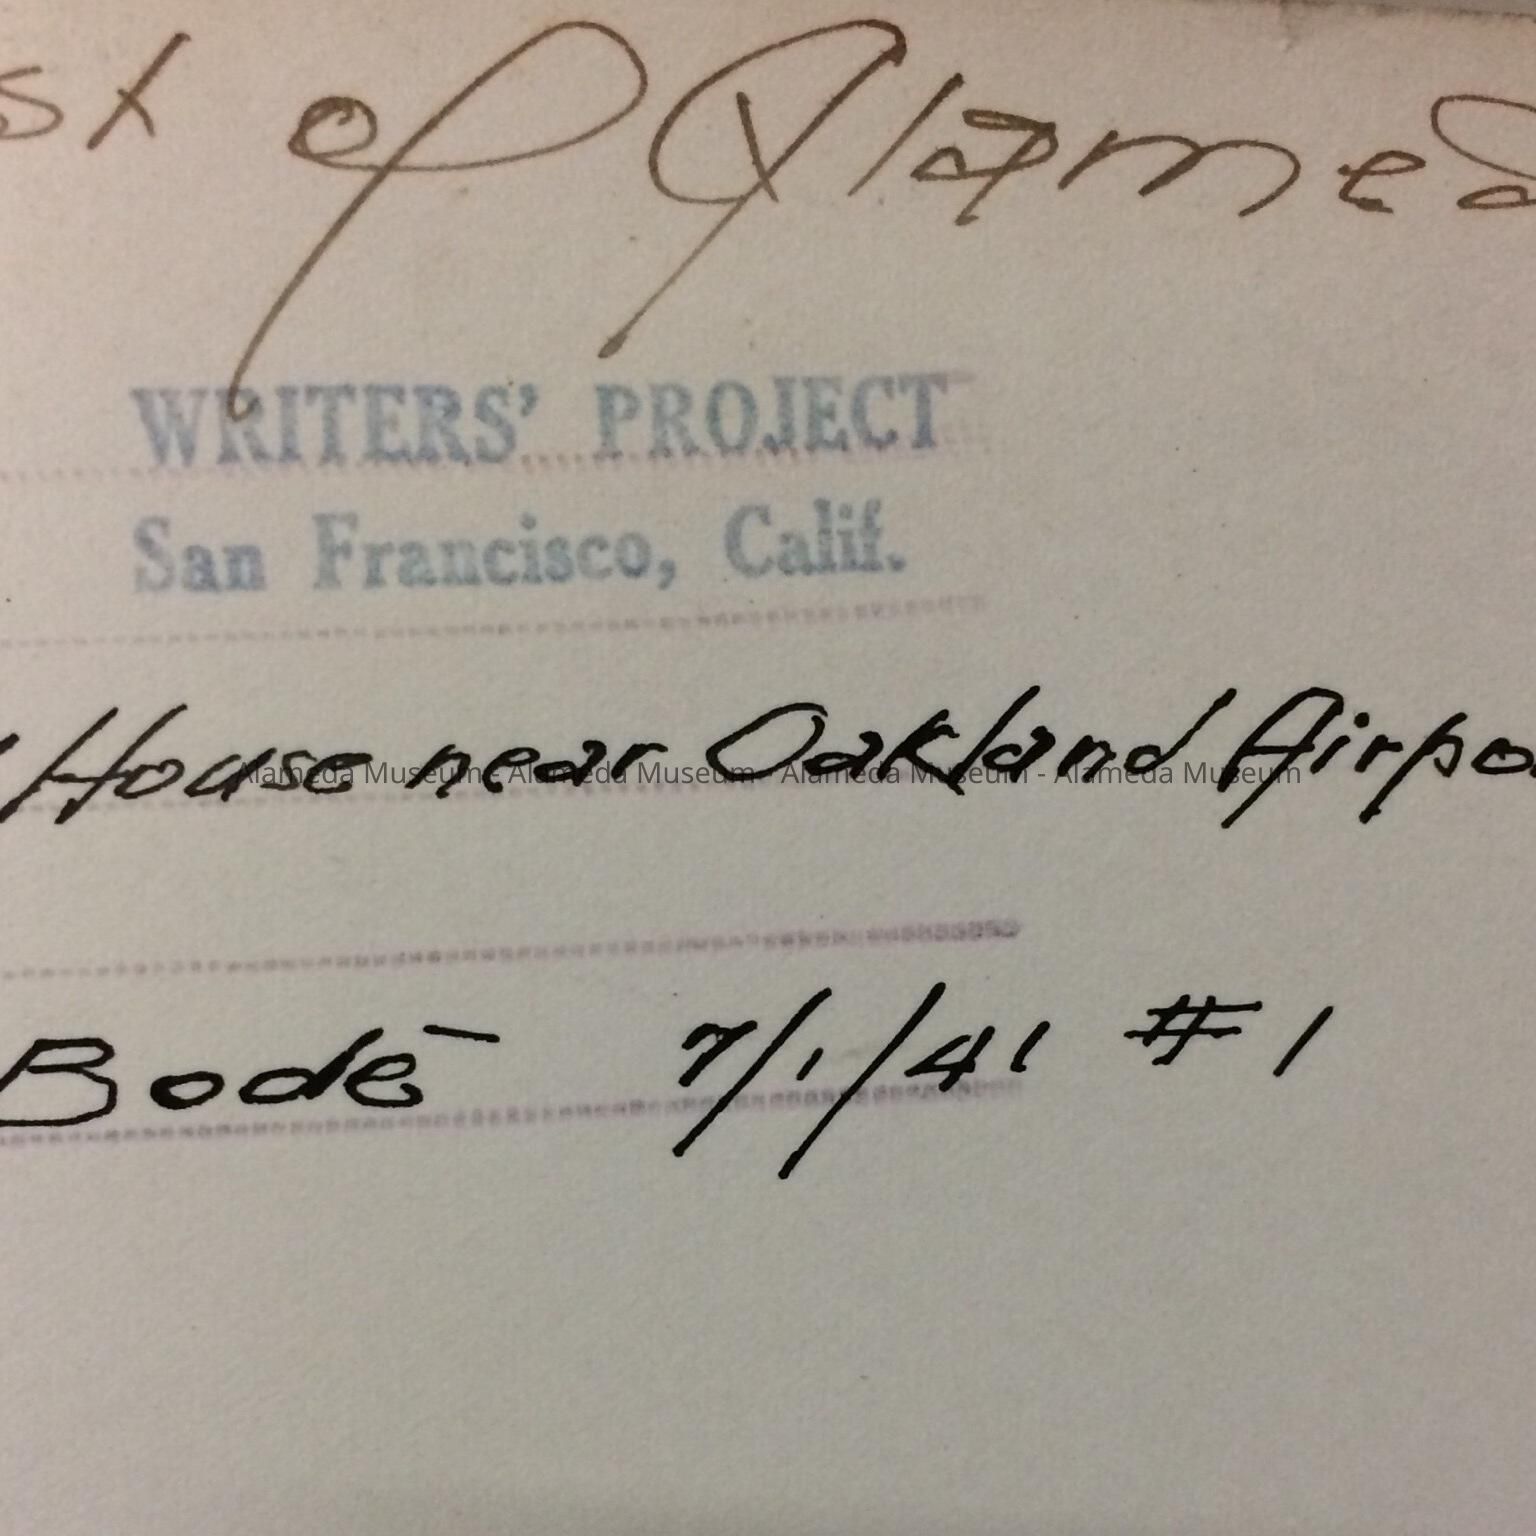 st of Alameda
WRITERS' PROJECT
San Francisco, Calif.
House near Oakland Airpo
Alameda Museum - Alameda Museum - Alameda Museum - Alameda Museum
Bodē 7/1/41 #1